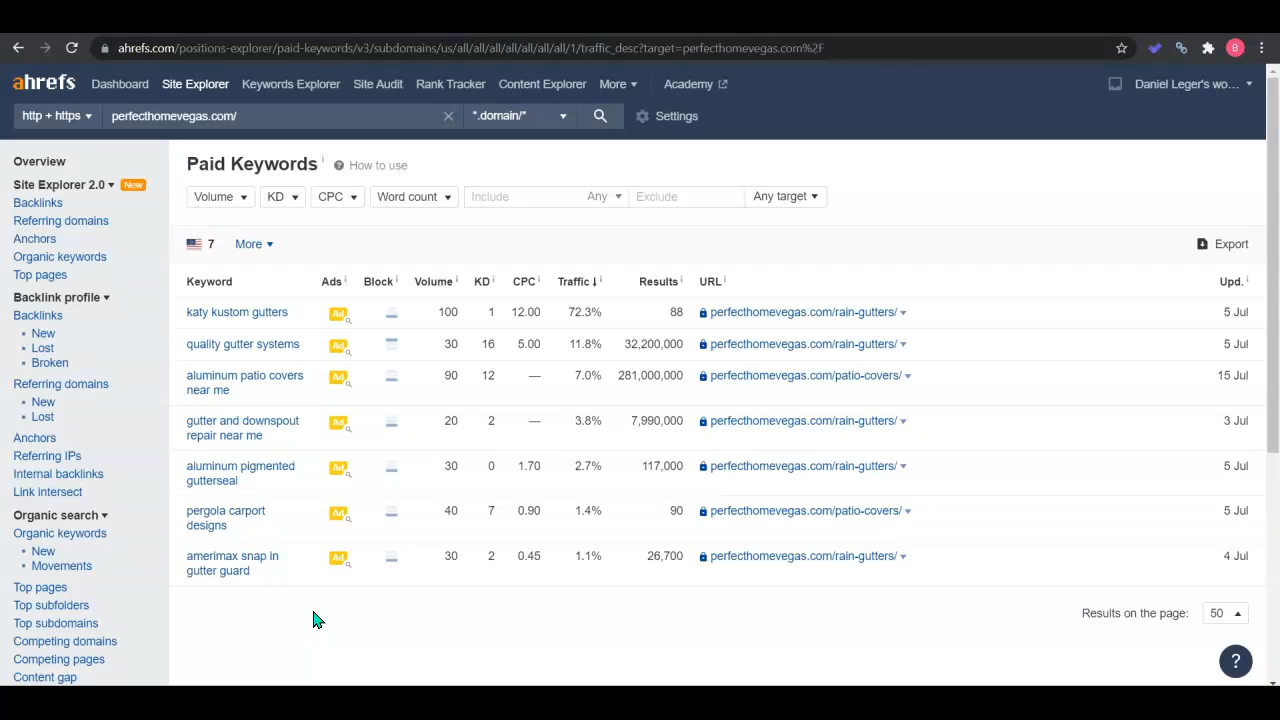 ahrefs.com/positions-explorer/paid-keywords/v3/subdomains/us/all/all/all/all/all/all/all/1/traffic_desc?target=perfecthomevegas.com%2F
B
ahrefs Dashboard Site Explorer Keywords Explorer Site Audit Rank Tracker Content Explorer More Academy Daniel Leger's wo...
http + https perfecthomevegas.com/ *.domain/* Settings
Overview
Site Explorer 2.0 New
Backlinks
Referring domains
Anchors
Organic keywords
Top pages
Backlink profile
Backlinks
New
Lost
Broken
Referring domains
New
Lost
Anchors
Referring IPs
Internal backlinks
Link intersect
Organic search
Organic keywords
New
Movements
Top pages
Top subfolders
Top subdomains
Competing domains
Competing pages
Content gap
Paid Keywords i ? How to use
Volume KD CPC Word count Include Any Exclude Any target
7 More Export
Keyword Ads i Block i Volume i KD i CPC i Traffic i Results i URL i Upd. i
katy kustom gutters Ad 100 1 12.00 72.3% 88 perfecthomevegas.com/rain-gutters/ 5 Jul
quality gutter systems Ad 30 16 5.00 11.8% 32,200,000 perfecthomevegas.com/rain-gutters/ 5 Jul
aluminum patio covers Ad 90 12 — 7.0% 281,000,000 perfecthomevegas.com/patio-covers/ 15 Jul
near me
gutter and downspout Ad 20 2 — 3.8% 7,990,000 perfecthomevegas.com/rain-gutters/ 3 Jul
repair near me
aluminum pigmented Ad 30 0 1.70 2.7% 117,000 perfecthomevegas.com/rain-gutters/ 5 Jul
gutterseal
pergola carport Ad 40 7 0.90 1.4% 90 perfecthomevegas.com/patio-covers/ 5 Jul
designs
amerimax snap in Ad 30 2 0.45 1.1% 26,700 perfecthomevegas.com/rain-gutters/ 4 Jul
gutter guard
Results on the page: 50
?